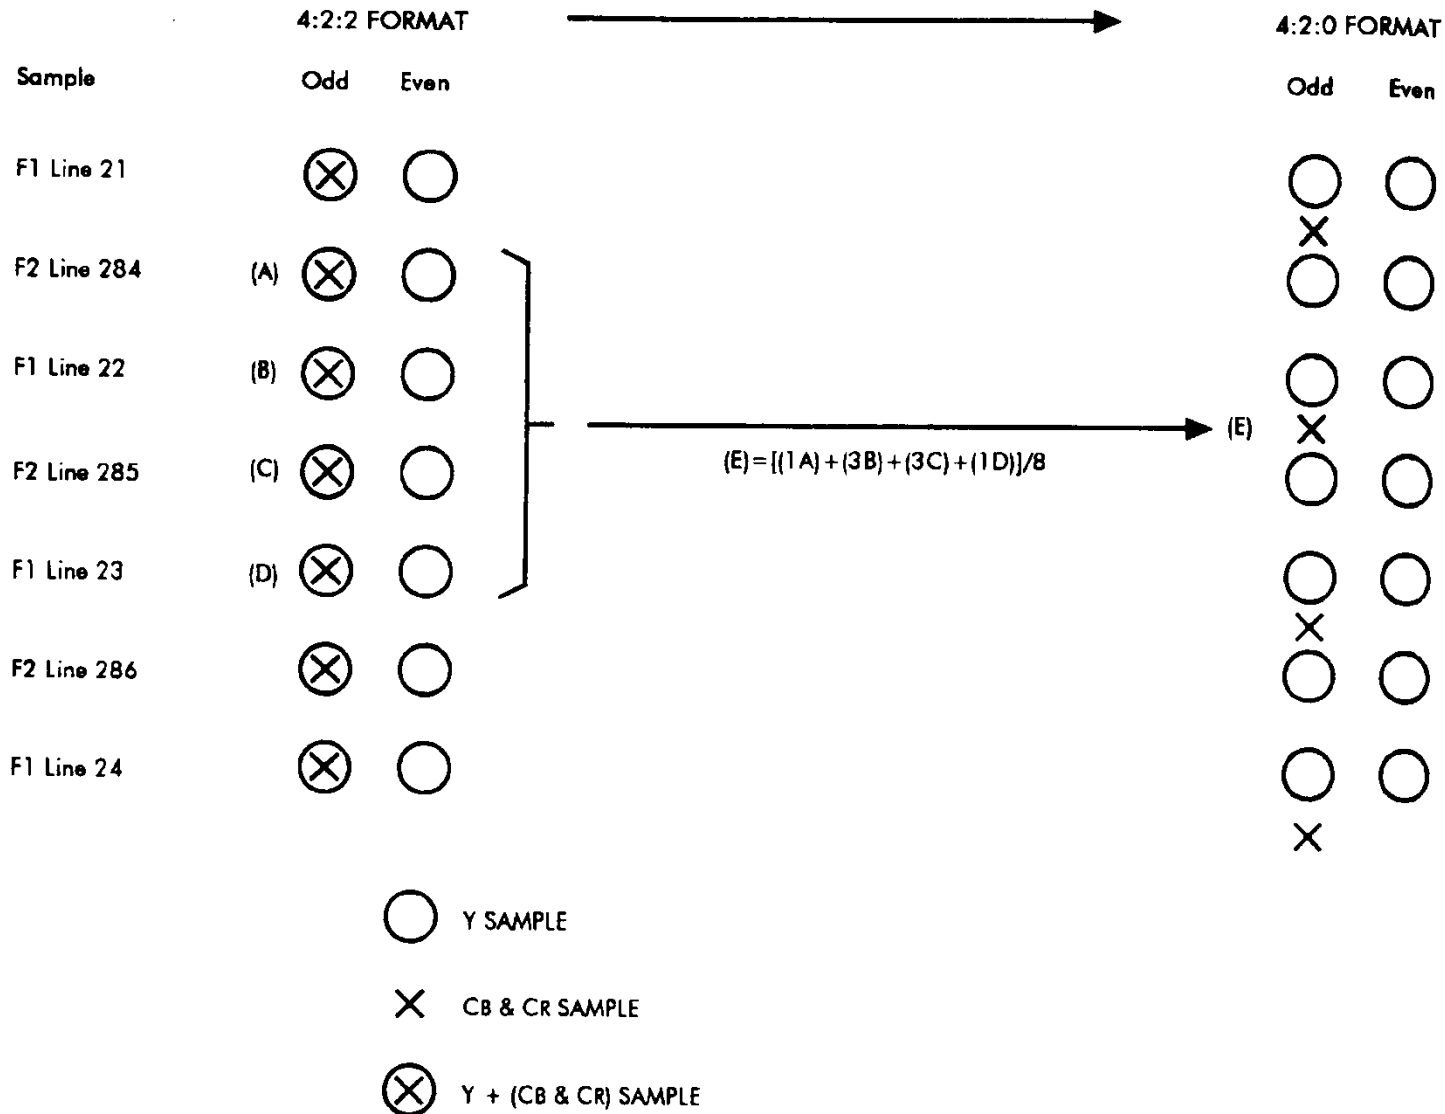 4:2:2 FORMAT
4:2:0 FORMAT
Sample
Odd Even
Odd Even
F1 Line 21
F2 Line 284 (A)
F1 Line 22 (B)
(E)
F2 Line 285 (C)
(E)=[(1A)+(3B)+(3C)+(1D)]/8
F1 Line 23 (D)
F2 Line 286
F1 Line 24
Y SAMPLE
CB & CR SAMPLE
Y + (CB & CR) SAMPLE